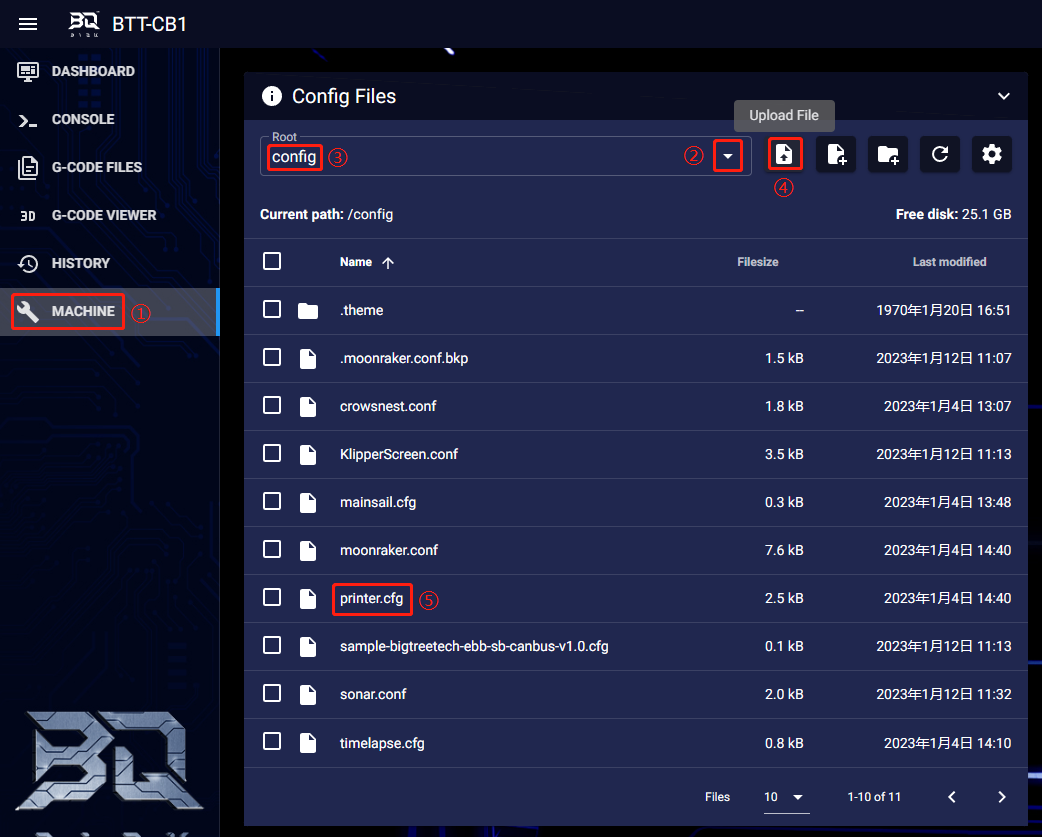 BQ BTT-CB1
DASHBOARD
CONSOLE
G-CODE FILES
3D G-CODE VIEWER
HISTORY
MACHINE ①
Config Files
Upload File
Root
config ③ ②
④
Current path: /config Free disk: 25.1 GB
Name Filesize Last modified
.theme -- 1970年1月20日 16:51
.moonraker.conf.bkp 1.5 kB 2023年1月12日 11:07
crowsnest.conf 1.8 kB 2023年1月4日 13:07
KlipperScreen.conf 3.5 kB 2023年1月12日 11:13
mainsail.cfg 0.3 kB 2023年1月4日 13:48
moonraker.conf 7.6 kB 2023年1月4日 14:40
printer.cfg ⑤ 2.5 kB 2023年1月4日 14:40
sample-bigtreetech-ebb-sb-canbus-v1.0.cfg 0.1 kB 2023年1月12日 11:13
sonar.conf 2.0 kB 2023年1月12日 11:32
timelapse.cfg 0.8 kB 2023年1月4日 14:10
Files 10 1-10 of 11
BQ